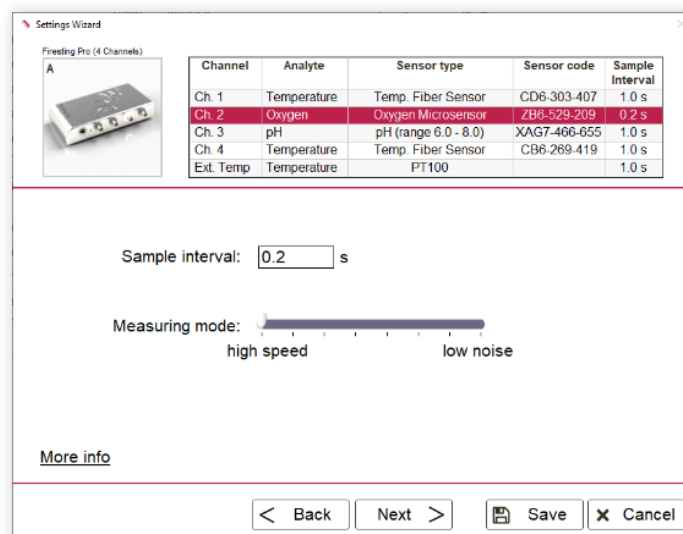 Settings Wizard
Firesting Pro (4 Channels)
A
Channel Analyte Sensor type Sensor code Sample Interval
Ch. 1 Temperature Temp. Fiber Sensor CD6-303-407 1.0 s
Ch. 2 Oxygen Oxygen Microsensor ZB6-529-209 0.2 s
Ch. 3 pH pH (range 6.0 - 8.0) XAG7-466-655 1.0 s
Ch. 4 Temperature Temp. Fiber Sensor CB6-269-419 1.0 s
Ext. Temp Temperature PT100 1.0 s
Sample interval: 0.2 s
Measuring mode:
high speed low noise
More info
< Back Next > Save Cancel